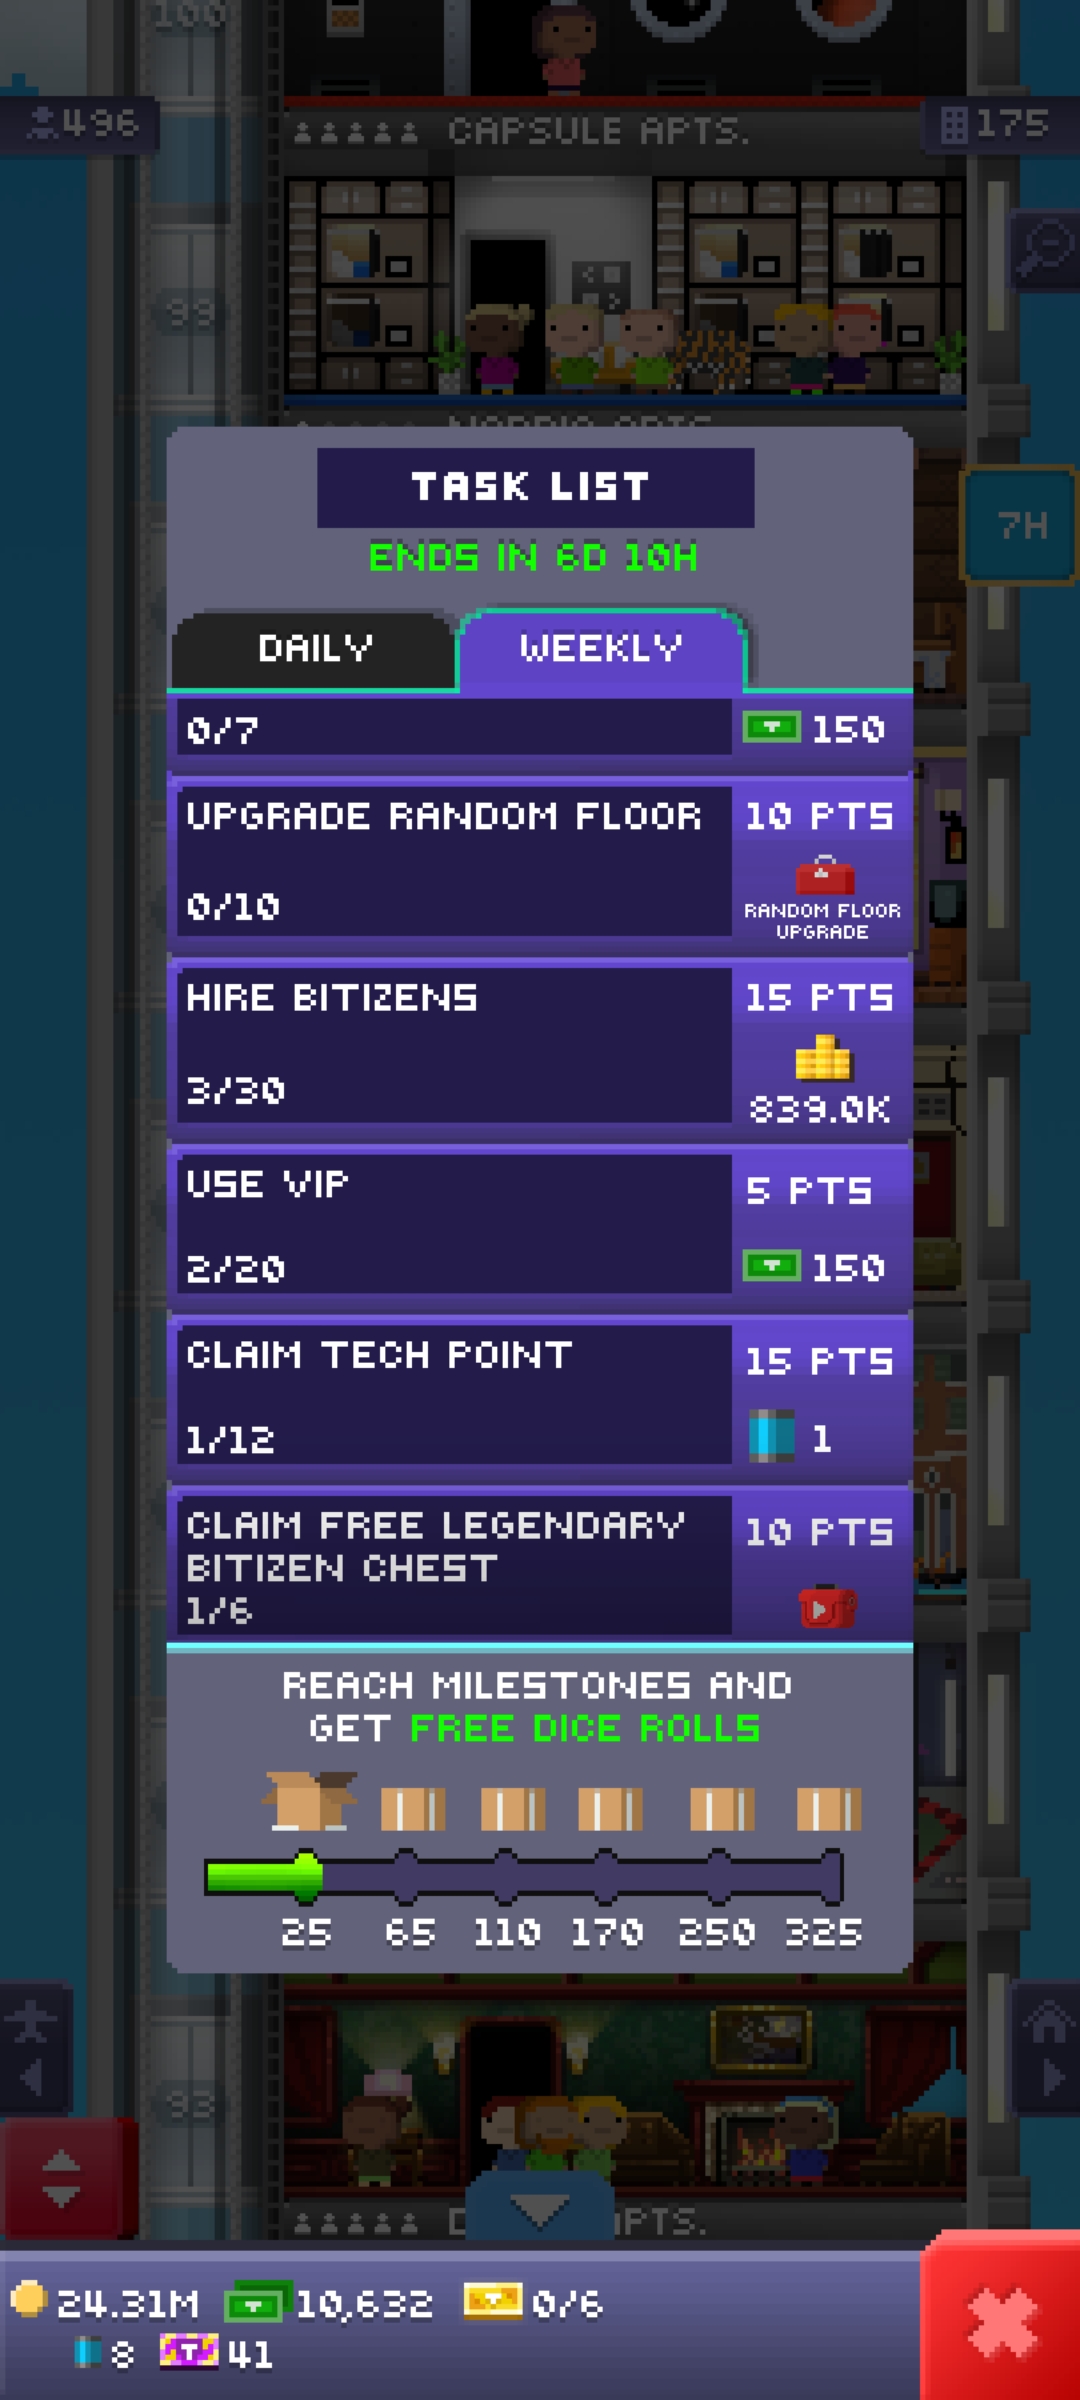 100
496
CAPSULE APTS.
175
99
TASK LIST
ENDS IN 6D 10H
7H
DAILY
WEEKLY
0/7
150
UPGRADE RANDOM FLOOR
10 PTS
0/10
RANDOM FLOOR
UPGRADE
HIRE BITIZENS
15 PTS
3/30
839.0K
USE VIP
5 PTS
2/20
150
CLAIM TECH POINT
15 PTS
1/12
1
CLAIM FREE LEGENDARY
BITIZEN CHEST
10 PTS
1/6
REACH MILESTONES AND
GET FREE DICE ROLLS
25 65 110 170 250 325
93
APTS.
24.31M 10,632 0/6
8 41